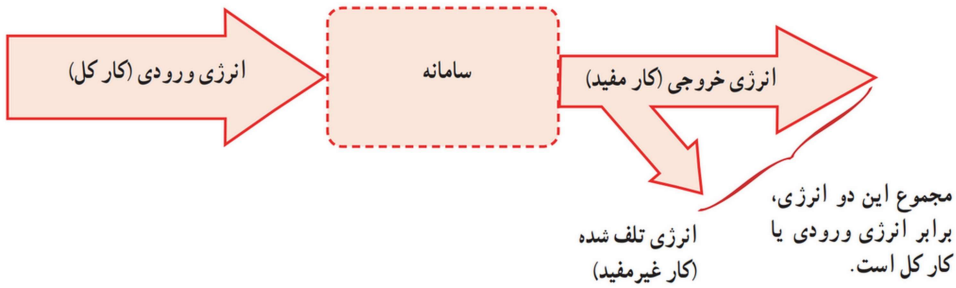 انرژی ورودی (کار کل)
سامانه
انرژی خروجی (کار مفید)
انرژی تلف شده
(کار غیرمفید)
مجموع این دو انرژی،
برابر انرژی ورودی یا
کار کل است.